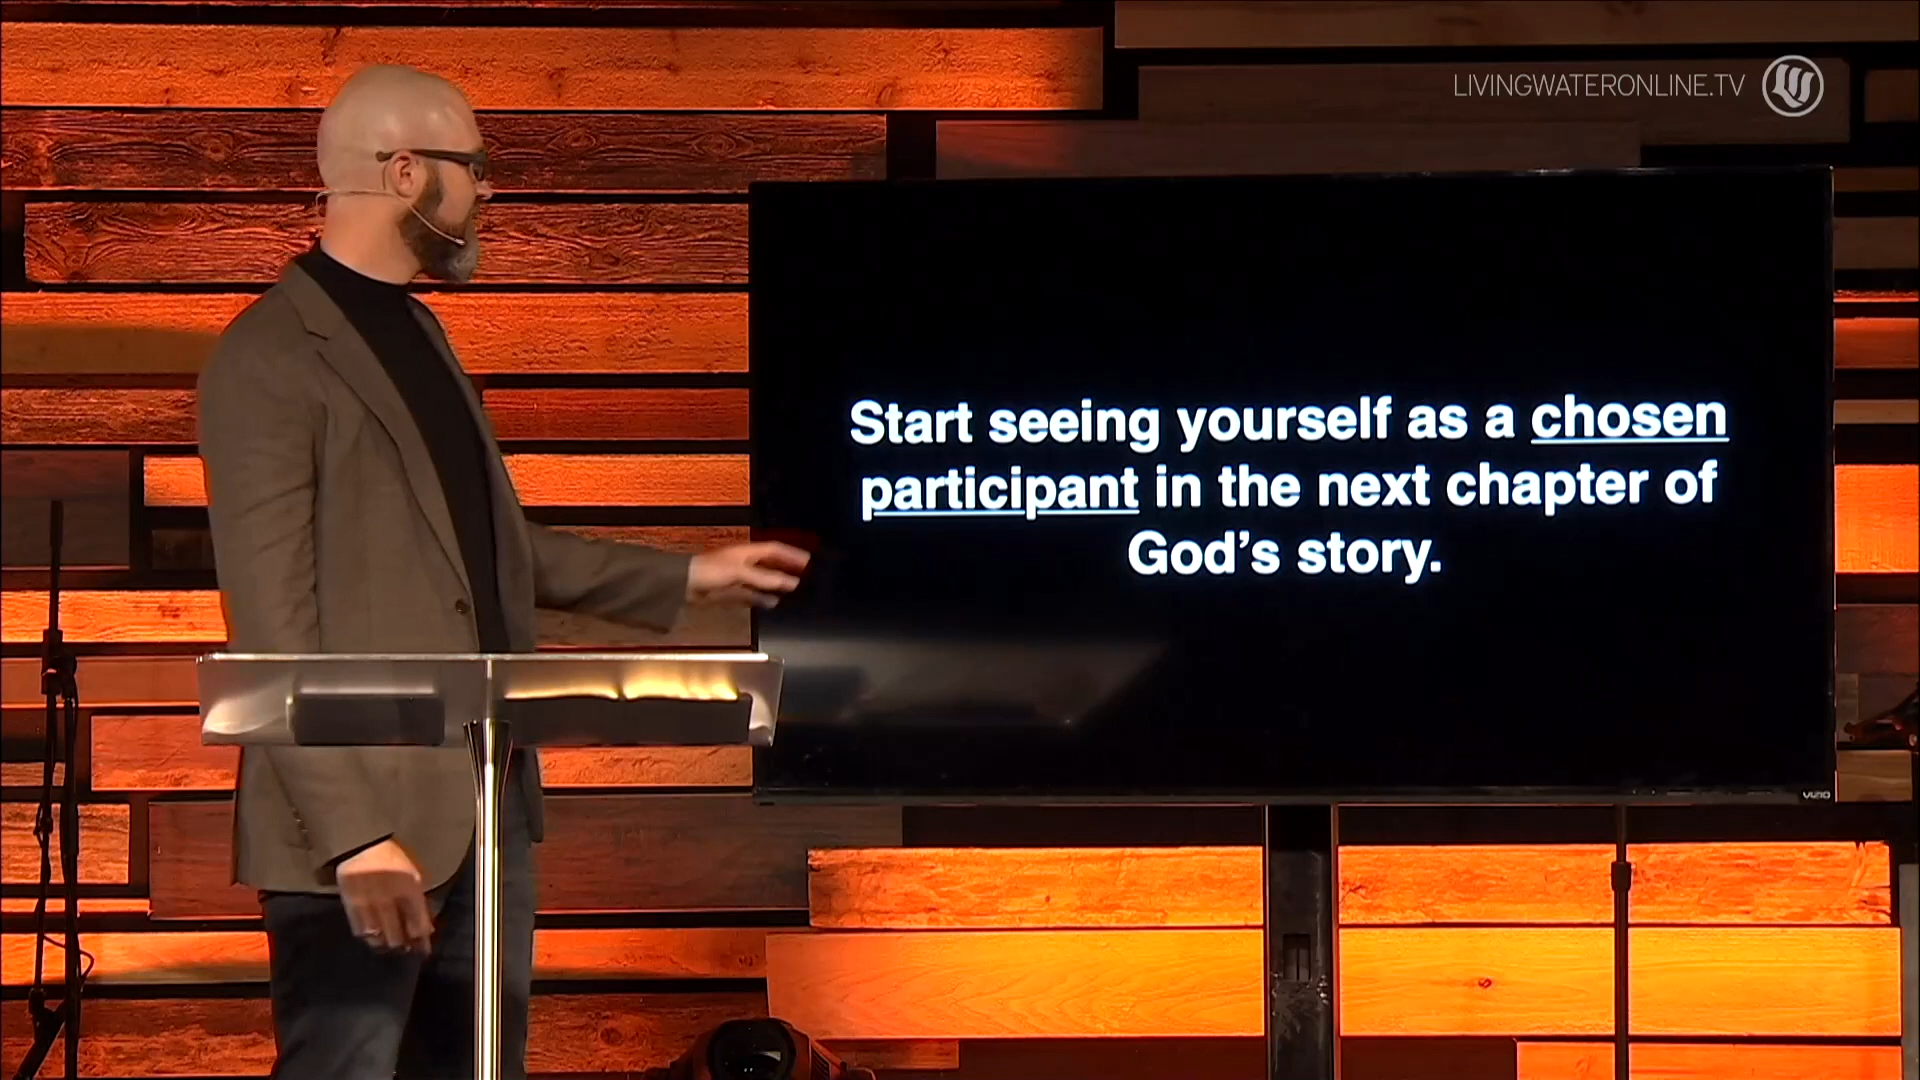 LIVINGWATERONLINE.TV
Start seeing yourself as a chosen
participant in the next chapter of
God’s story.
VIZIO